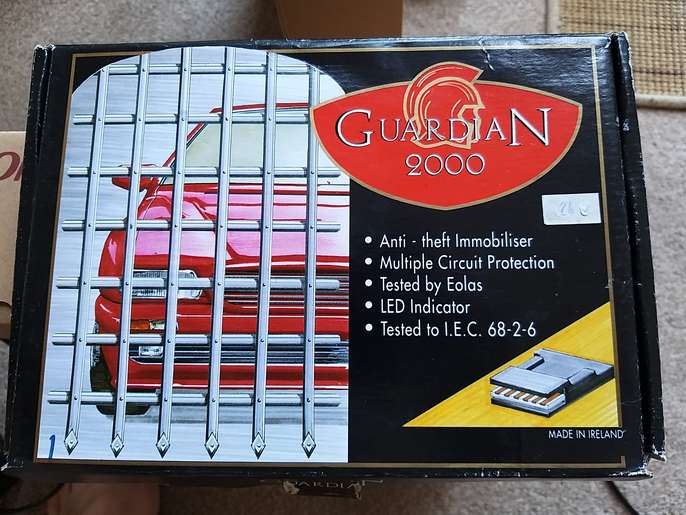 GUARDIAN
2000
• Anti - theft Immobiliser
• Multiple Circuit Protection
• Tested by Eolas
• LED Indicator
• Tested to I.E.C. 68-2-6
MADE IN IRELAND
1
GUARDIAN